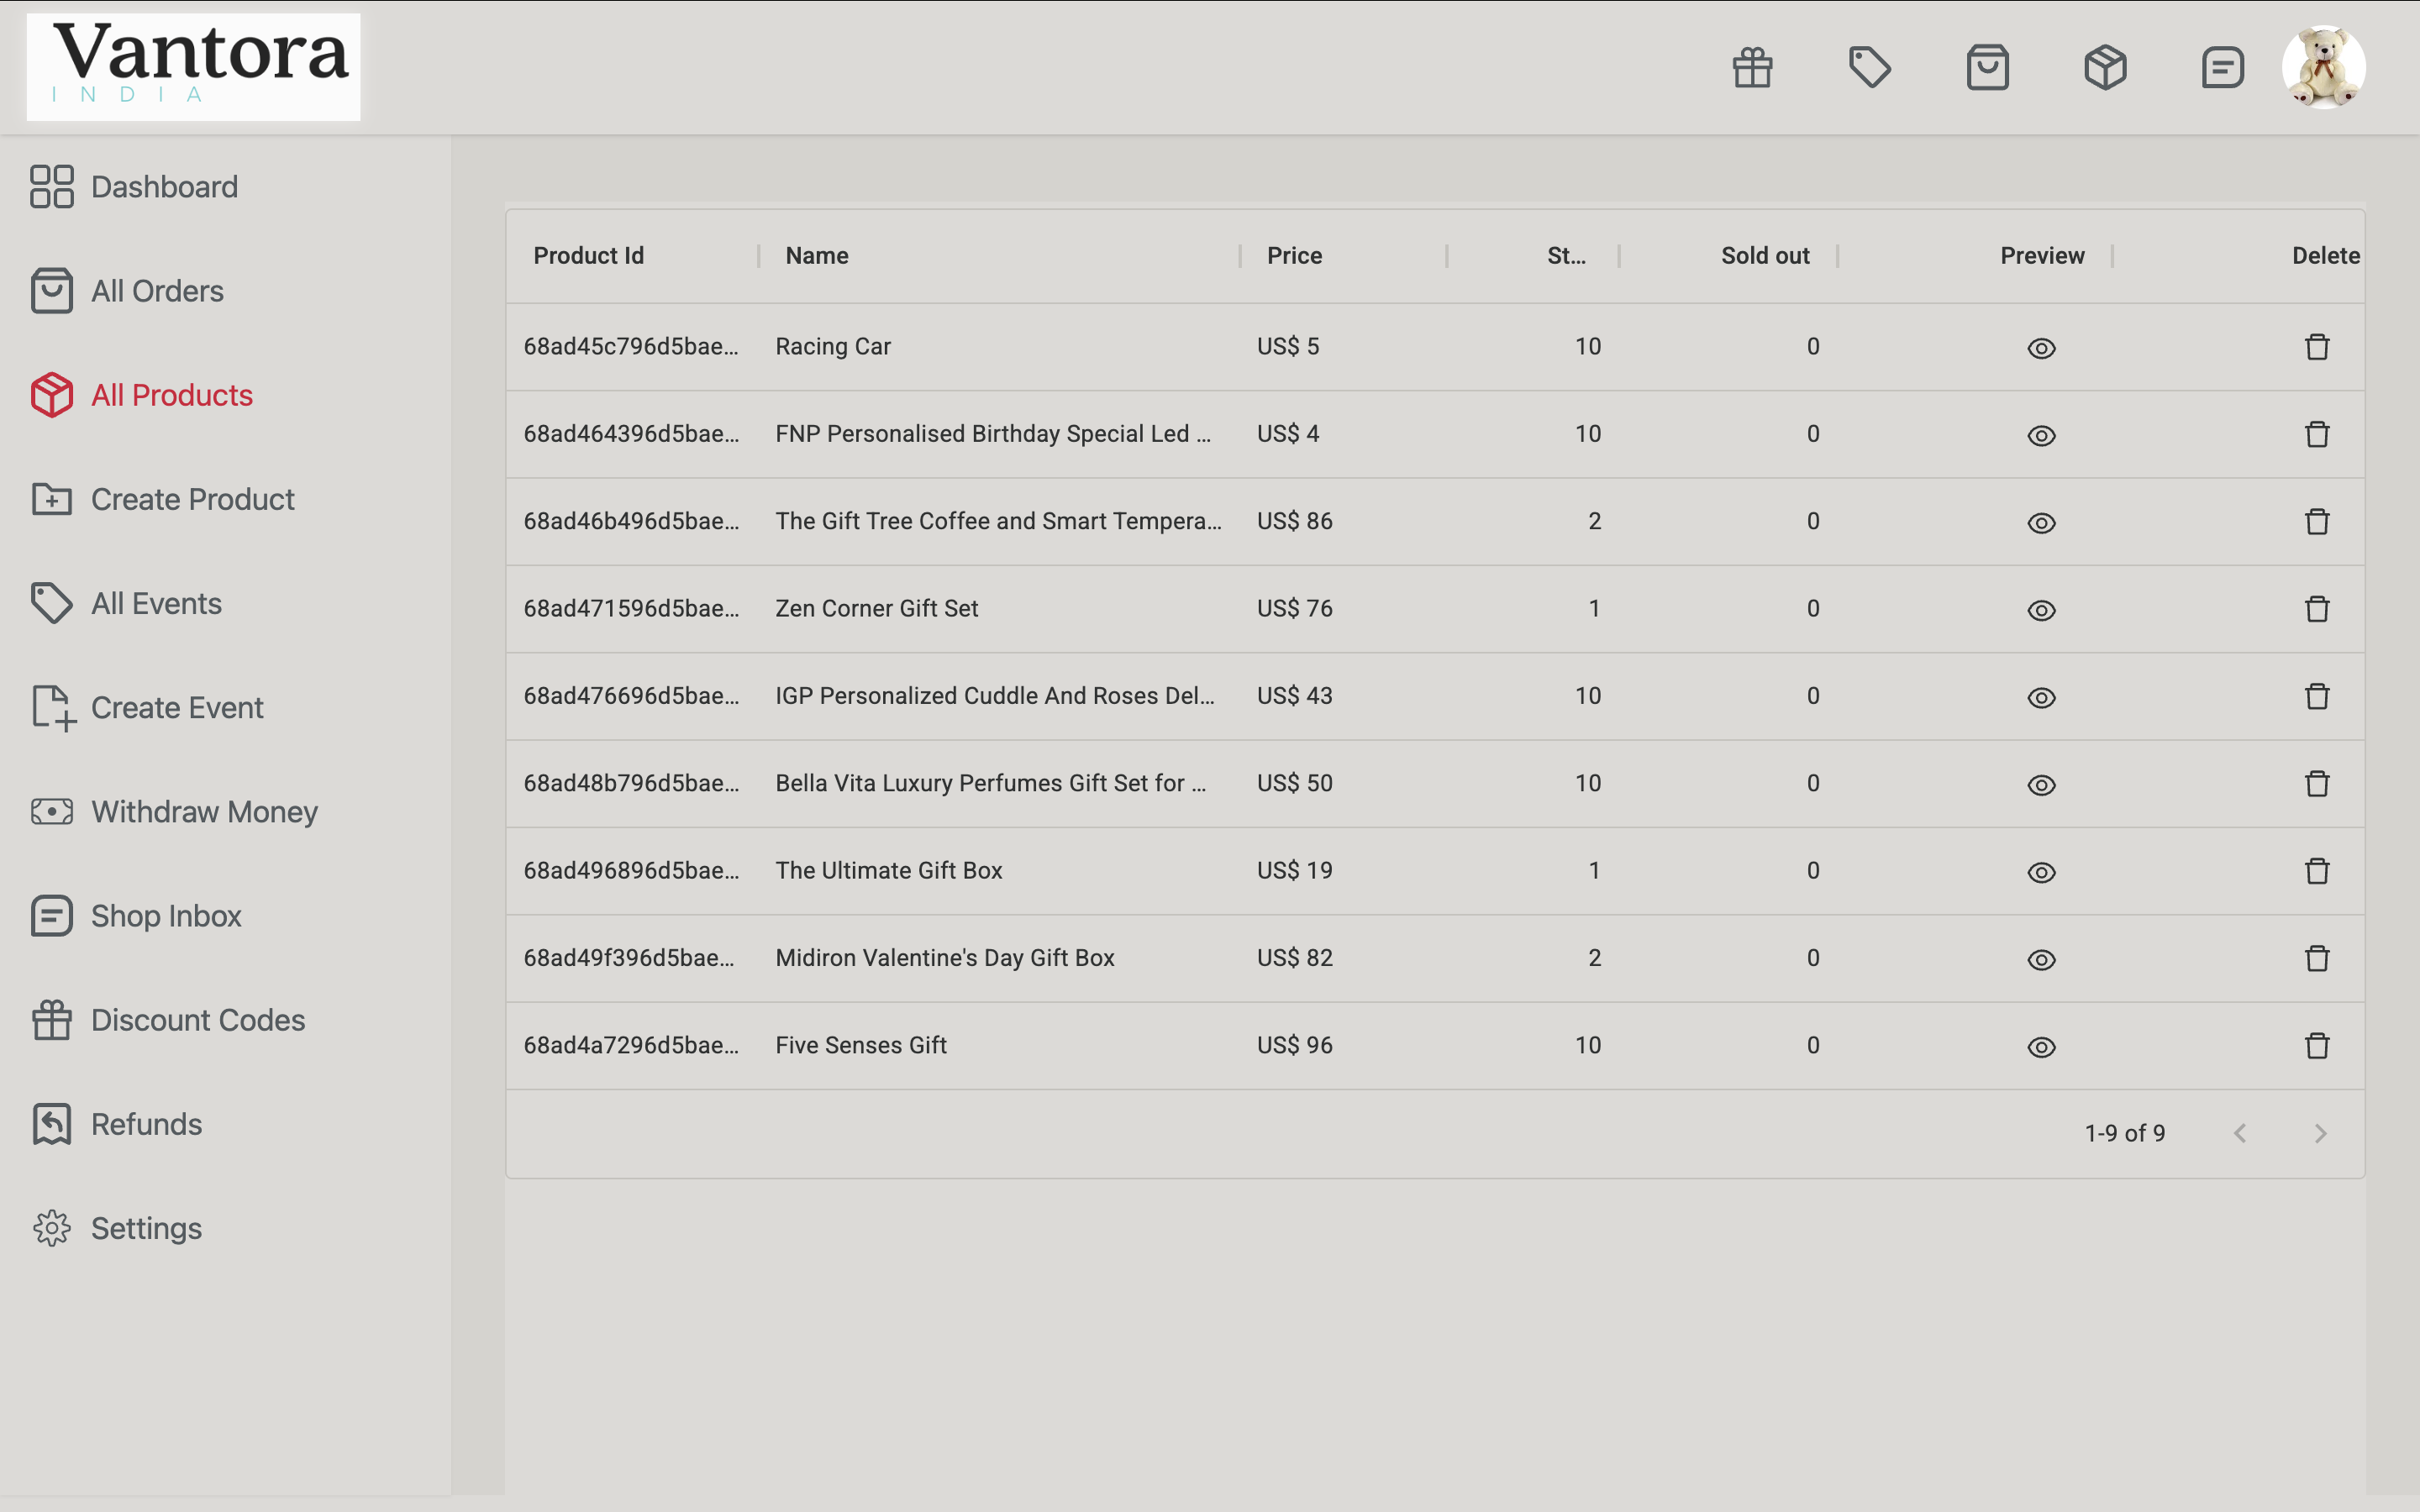 Vantora
INDIA
Dashboard
All Orders
All Products
Create Product
All Events
Create Event
Withdraw Money
Shop Inbox
Discount Codes
Refunds
Settings
Product Id Name Price St... Sold out Preview Delete
68ad45c796d5bae... Racing Car US$ 5 10 0
68ad464396d5bae... FNP Personalised Birthday Special Led ... US$ 4 10 0
68ad46b496d5bae... The Gift Tree Coffee and Smart Tempera... US$ 86 2 0
68ad471596d5bae... Zen Corner Gift Set US$ 76 1 0
68ad476696d5bae... IGP Personalized Cuddle And Roses Del... US$ 43 10 0
68ad48b796d5bae... Bella Vita Luxury Perfumes Gift Set for ... US$ 50 10 0
68ad496896d5bae... The Ultimate Gift Box US$ 19 1 0
68ad49f396d5bae... Midiron Valentine's Day Gift Box US$ 82 2 0
68ad4a7296d5bae... Five Senses Gift US$ 96 10 0
1-9 of 9